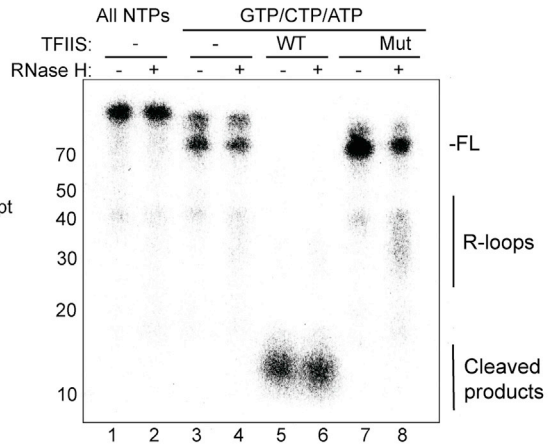 All NTPs GTP/CTP/ATP
TFIIS: - - WT Mut
RNase H: - + - + - + - +
70 -FL
50
pt 40
R-loops
30
20
Cleaved
products
10
1 2 3 4 5 6 7 8